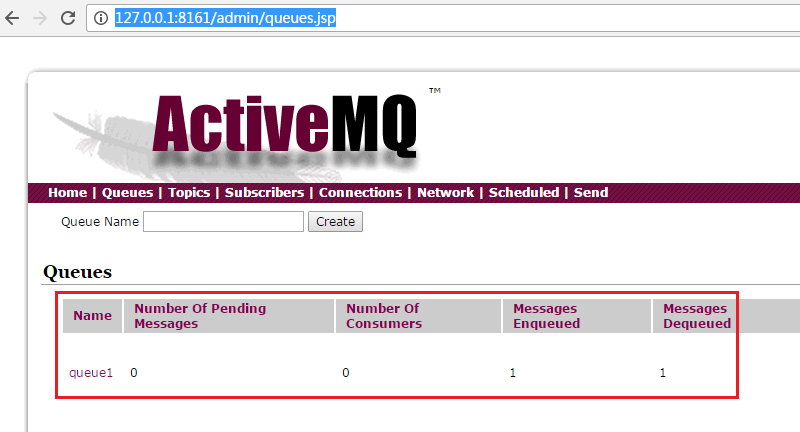 127.0.0.1:8161/admin/queues.jsp
ActiveMQ ™
Home | Queues | Topics | Subscribers | Connections | Network | Scheduled | Send
Queue Name Create
Queues
Name Number Of Pending Messages Number Of Consumers Messages Enqueued Messages Dequeued
queue1 0 0 1 1